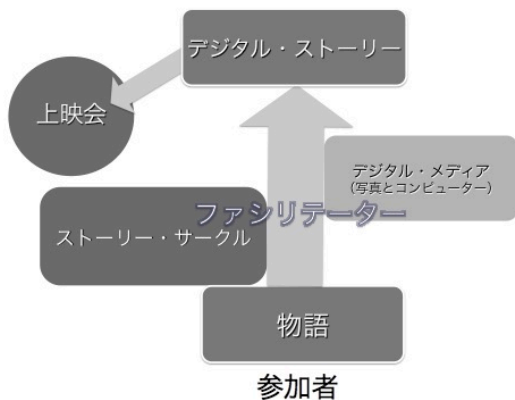 デジタル・ストーリー
上映会
デジタル・メディア
(写真とコンピューター)
ファシリテーター
ストーリー・サークル
物語
参加者